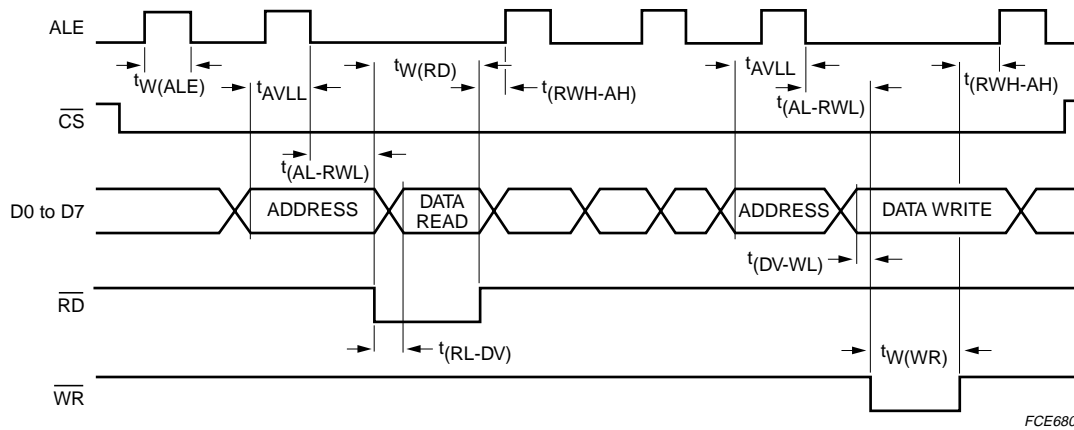 ALE
tW(ALE)
tAVLL
tW(RD)
t(RWH-AH)
tAVLL
t(AL-RWL)
t(RWH-AH)
CS
t(AL-RWL)
D0 to D7
ADDRESS
DATA
READ
ADDRESS
DATA WRITE
t(DV-WL)
RD
t(RL-DV)
tW(WR)
WR
FCE680